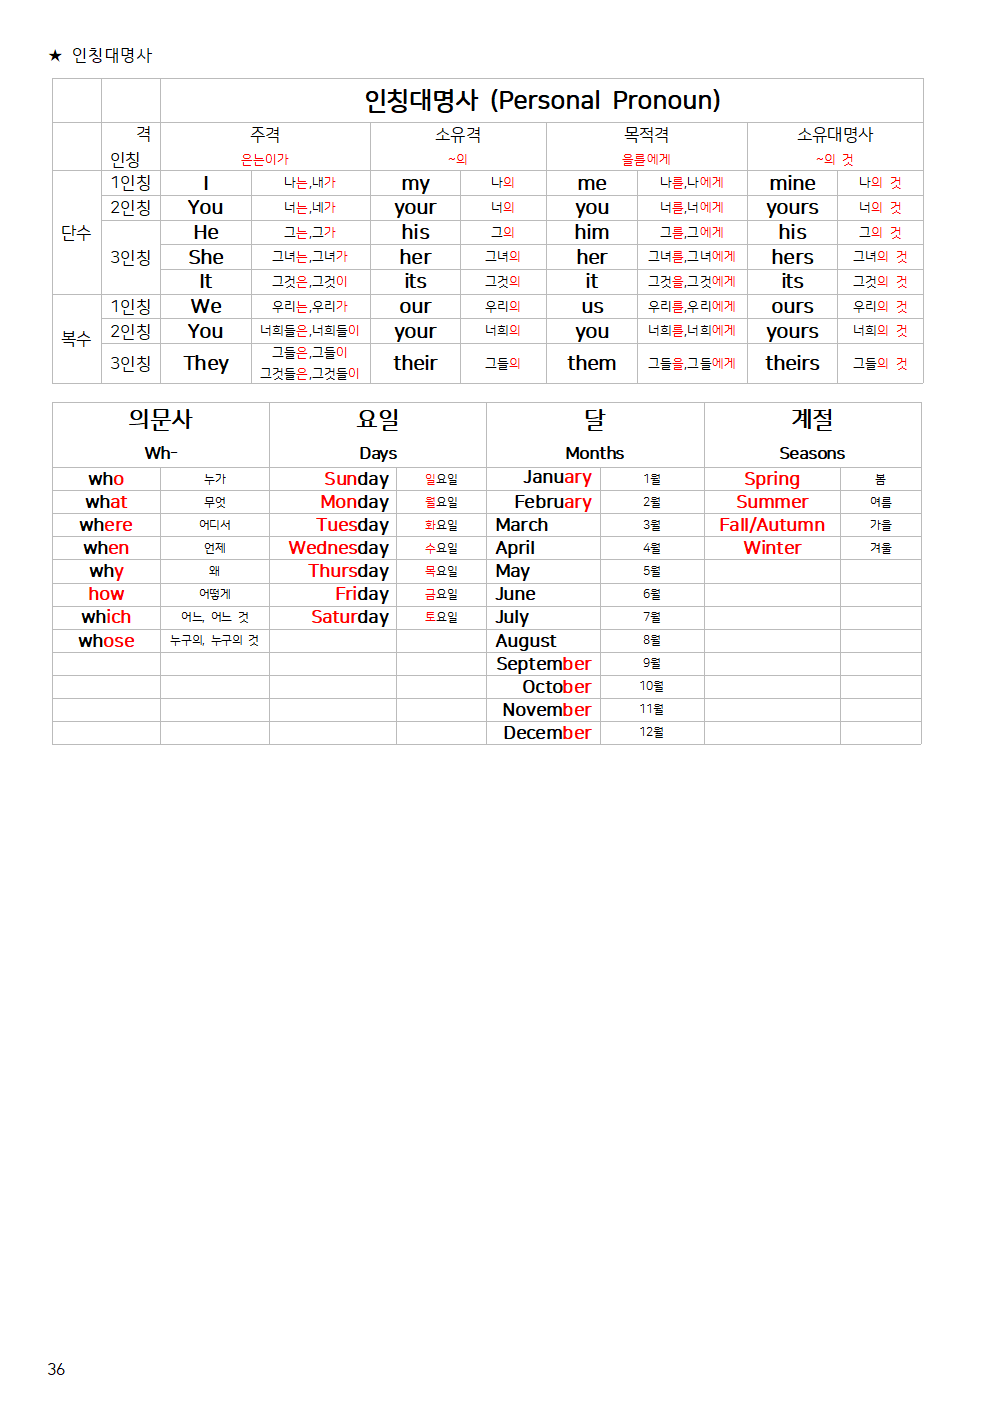 ★ 인칭대명사
인칭대명사 (Personal Pronoun)
격 주격 소유격 목적격 소유대명사
인칭 은는이가 ~의 을를에게 ~의 것
단수 1인칭 I 나는,내가 my 나의 me 나를,나에게 mine 나의 것
2인칭 You 너는,네가 your 너의 you 너를,너에게 yours 너의 것
3인칭 He 그는,그가 his 그의 him 그를,그에게 his 그의 것
She 그녀는,그녀가 her 그녀의 her 그녀를,그녀에게 hers 그녀의 것
It 그것은,그것이 its 그것의 it 그것을,그것에게 its 그것의 것
복수 1인칭 We 우리는,우리가 our 우리의 us 우리를,우리에게 ours 우리의 것
2인칭 You 너희들은,너희들이 your 너희의 you 너희를,너희에게 yours 너희의 것
3인칭 They 그들은,그들이 their 그들의 them 그들을,그들에게 theirs 그들의 것
그것들은,그것들이
의문사 요일 달 계절
Wh- Days Months Seasons
who 누가 Sunday 일요일 January 1월 Spring 봄
what 무엇 Monday 월요일 February 2월 Summer 여름
where 어디서 Tuesday 화요일 March 3월 Fall/Autumn 가을
when 언제 Wednesday 수요일 April 4월 Winter 겨울
why 왜 Thursday 목요일 May 5월
how 어떻게 Friday 금요일 June 6월
which 어느, 어느 것 Saturday 토요일 July 7월
whose 누구의, 누구의 것 August 8월
September 9월
October 10월
November 11월
December 12월
36